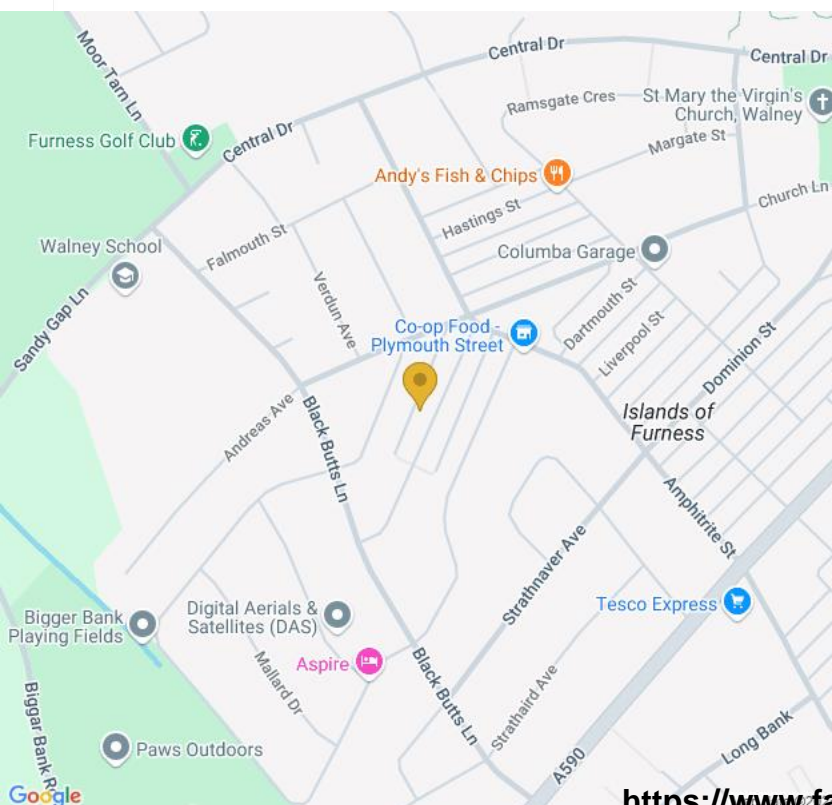 Moor Tarn Ln
Central Dr
Central Dr
Ramsgate Cres
St Mary the Virgin's
Church, Walney
Furness Golf Club
Central Dr
Margate St
Andy's Fish & Chips
Church Ln
Hastings St
Falmouth St
Walney School
Columba Garage
Verdun Ave
Dartmouth St
Sandy Gap Ln
Co-op Food -
Plymouth Street
Liverpool St
Dominion St
Andreas Ave
Black Butts Ln
Islands of
Furness
Amphitrite St
Strathnaver Ave
Tesco Express
Bigger Bank
Playing Fields
Digital Aerials &
Satellites (DAS)
Aspire
Mallard Dr
Black Butts Ln
Strathaird Ave
Biggar Bank R
Paws Outdoors
Long Bank
A590
Google
https://www.fa